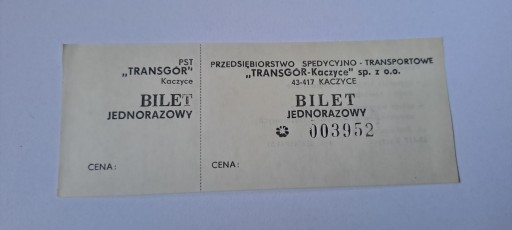 PST
„TRANSGÓR”
Kaczyce
BILET
JEDNORAZOWY
CENA:
PRZEDSIĘBIORSTWO SPEDYCYJNO - TRANSPORTOWE
„TRANSGÓR-Kaczyce” sp. z o.o.
43-417 KACZYCE
BILET
JEDNORAZOWY
003952
CENA: